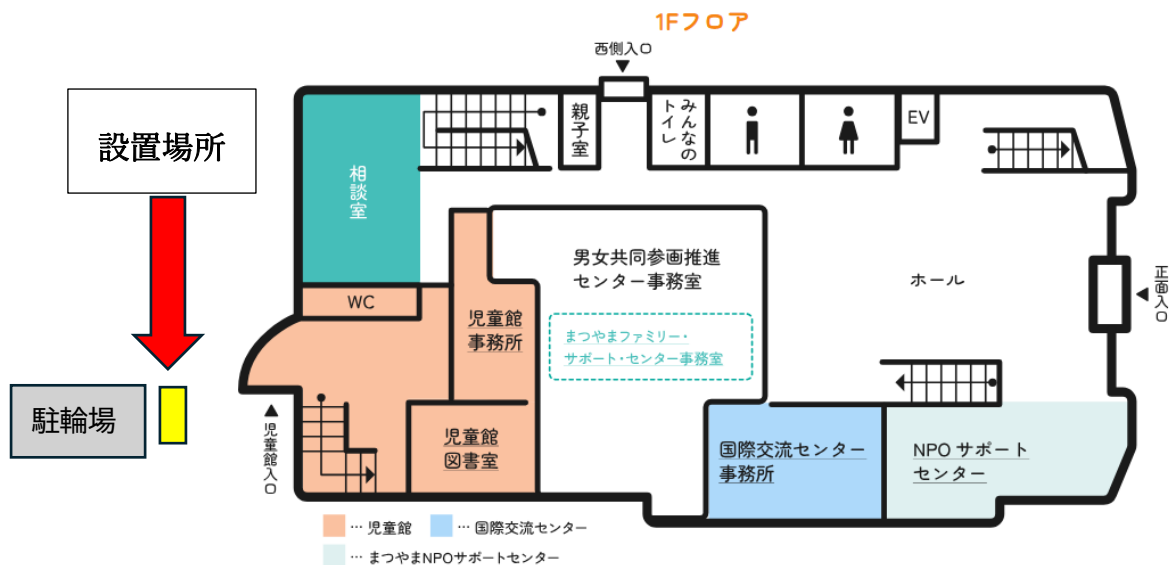 1Fフロア
西側入口
設置場所
親子室
みんなの
トイレ
EV
相談室
男女共同参画推進
センター事務室
ホール
正面入口
WC
児童館
事務所
まつやまファミリー・
サポート・センター事務室
駐輪場
児童館入口
児童館
図書室
国際交流センター
事務所
NPO サポート
センター
… 児童館
… 国際交流センター
… まつやまNPOサポートセンター